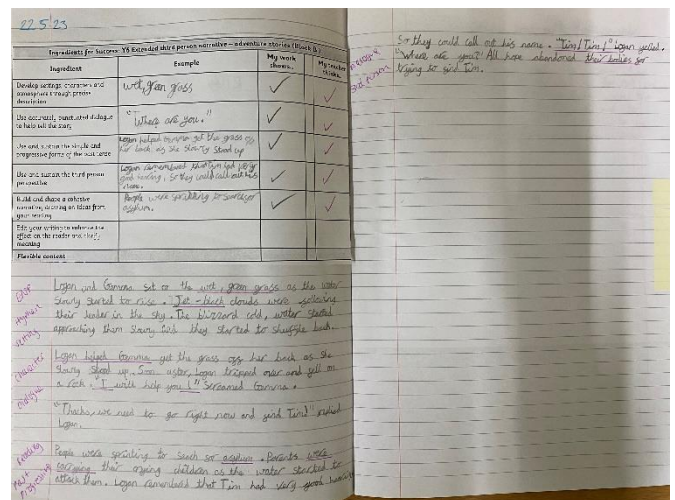 22.5.23
Ingredients for Success: Y6 Extended third person narrative – adventure stories (Block B)
Ingredient
Example
My work shows...
My teacher thinks...
Develop settings, characters and atmosphere through precise description
wet, green grass
Use accurately punctuated dialogue to help tell the story
"Where are you."
Use and sustain the simple and progressive forms of the past tense
Logan helped Gamma get the grass off her back as she slowly stood up
Use and sustain the third person perspective
Logan remembered that Tim had very good hearing, so they could call out his name.
Build and shape a cohesive narrative, drawing on ideas from your reading
People were sprinting to search for asylum.
Edit your writing to enhance the effect on the reader and clarify meaning
Flexible content
Logan and Gamma sat on the wet, green grass as the water
slowly started to rise. Jet-black clouds were following
their leader in the sky. The blizzard cold, water started
approaching them slowly and they started to shuffle back.
Logan helped Gamma get the grass off her back as she
slowly stood up. Soon after, Logan tripped over and fell on
a rock. "I will help you!" screamed Gamma.
"Thanks, we need to go right now and find Tim!" replied
Logan.
People were sprinting to search for asylum. Parents were
carrying their crying children as the water started to
attack them. Logan remembered that Tim had very good hearing
So they could call out his name. "Tim! Tim!" Logan yelled.
"Where are you?" All hope abandoned their bodies for
trying to find Tim.